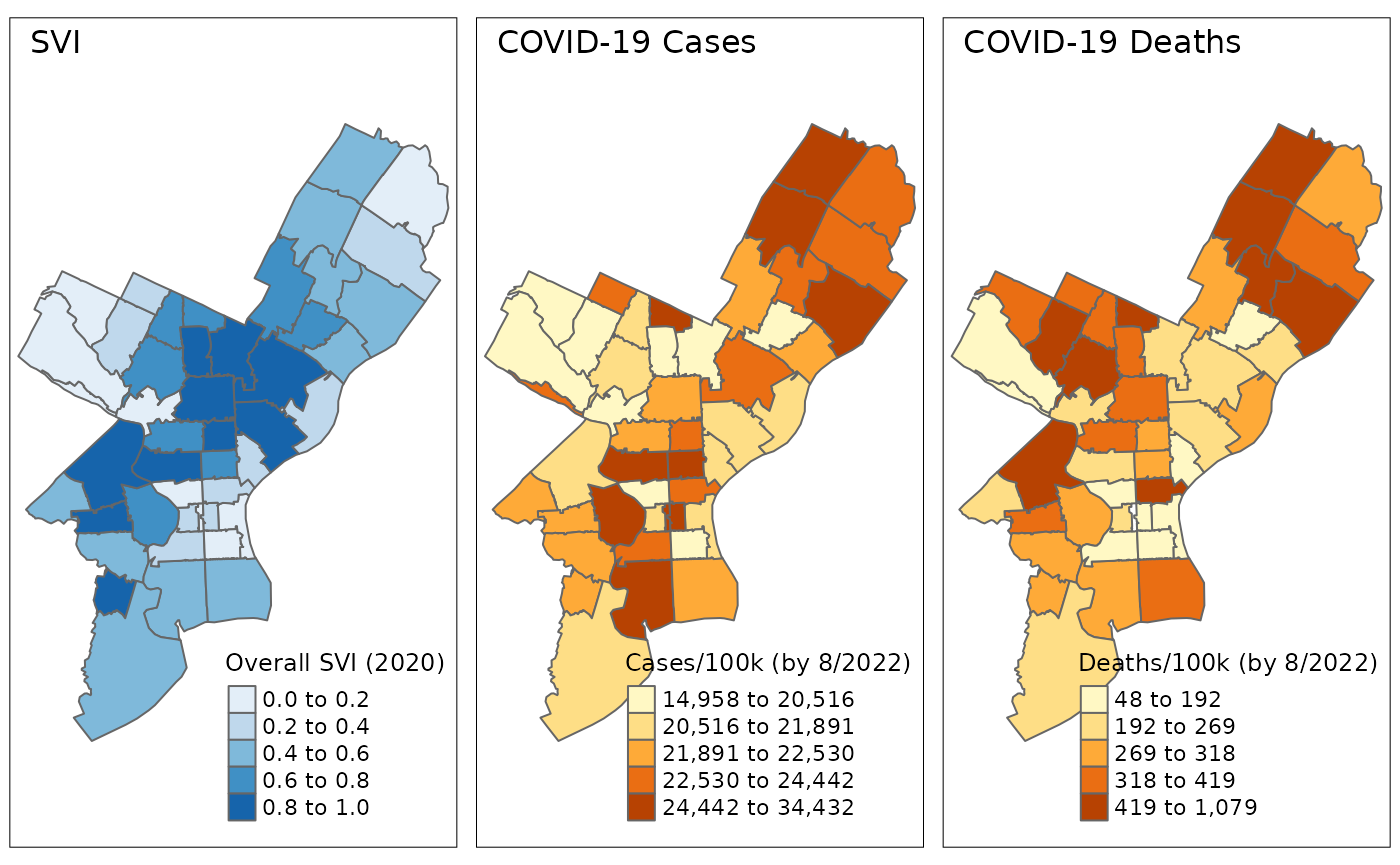 SVI
Overall SVI (2020)
0.0 to 0.2
0.2 to 0.4
0.4 to 0.6
0.6 to 0.8
0.8 to 1.0
COVID-19 Cases
Cases/100k (by 8/2022)
14,958 to 20,516
20,516 to 21,891
21,891 to 22,530
22,530 to 24,442
24,442 to 34,432
COVID-19 Deaths
Deaths/100k (by 8/2022)
48 to 192
192 to 269
269 to 318
318 to 419
419 to 1,079